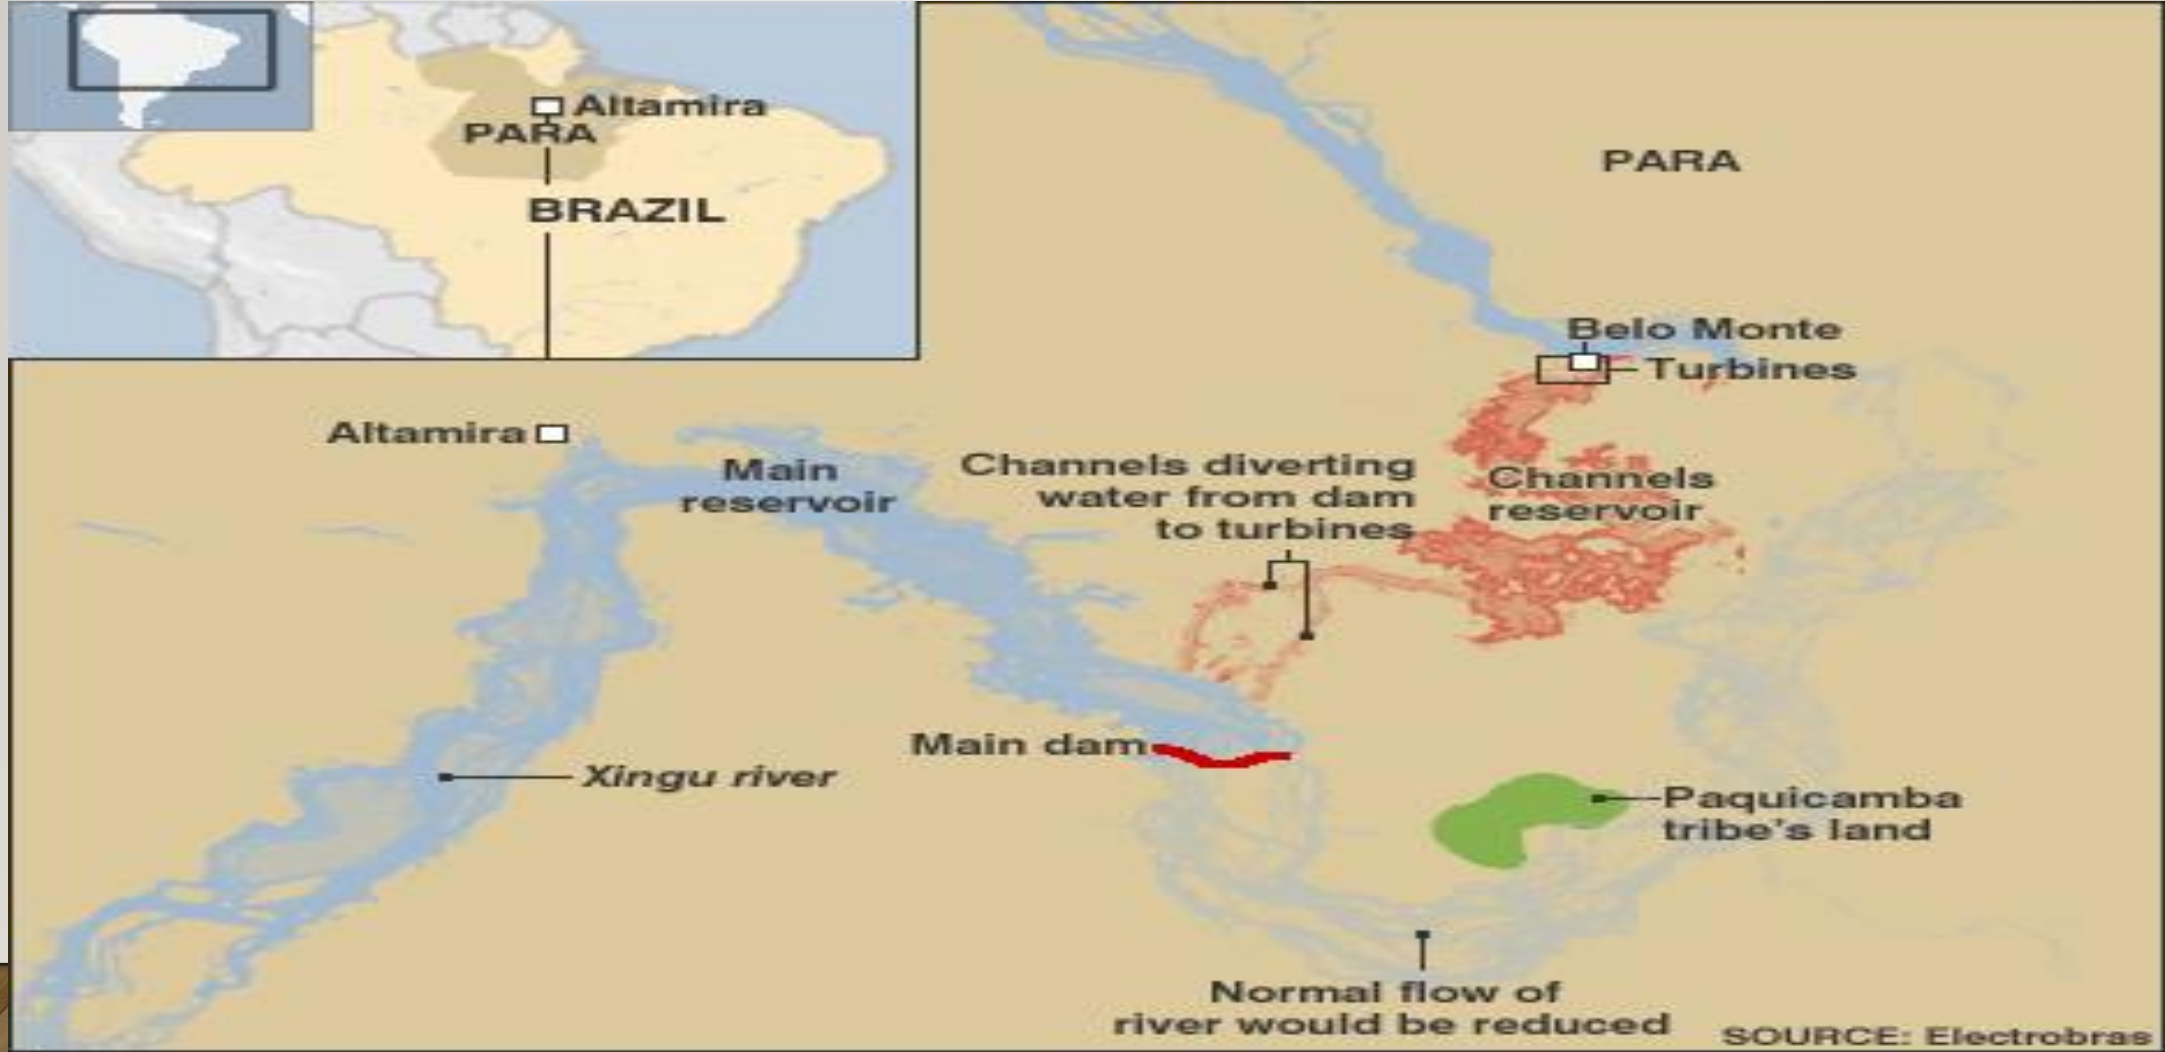 Altamira
PARA
BRAZIL
PARA
Belo Monte
Turbines
Altamira
Main
reservoir
Channels diverting
water from dam
to turbines
Channels
reservoir
Main dam
Xingu river
Paquicamba
tribe's land
Normal flow of
river would be reduced
SOURCE: Electrobras